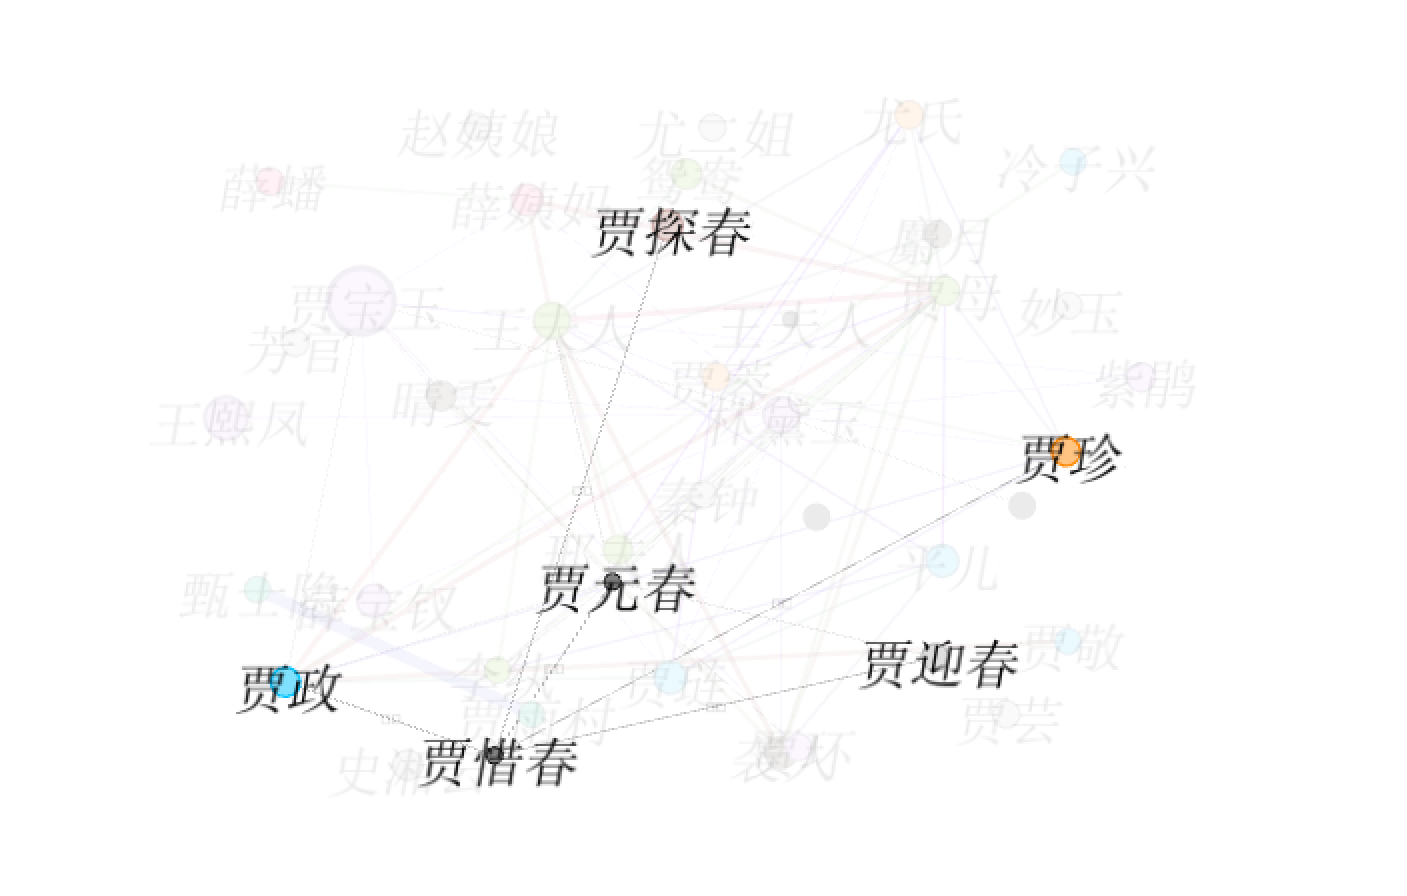 赵姨娘
尤二姐
尤氏
冷子兴
鸳鸯
薛蟠
薛姨妈
贾探春
麝月
贾宝玉
贾母
妙玉
王夫人
王夫人
芳官
贾蓉
紫鹃
王熙凤
晴雯
林黛玉
贾珍
秦钟
邢夫人
平儿
甄士隐
薛宝钗
贾元春
贾敬
贾迎春
李纨
贾琏
贾政
贾雨村
贾芸
贾惜春
史湘云